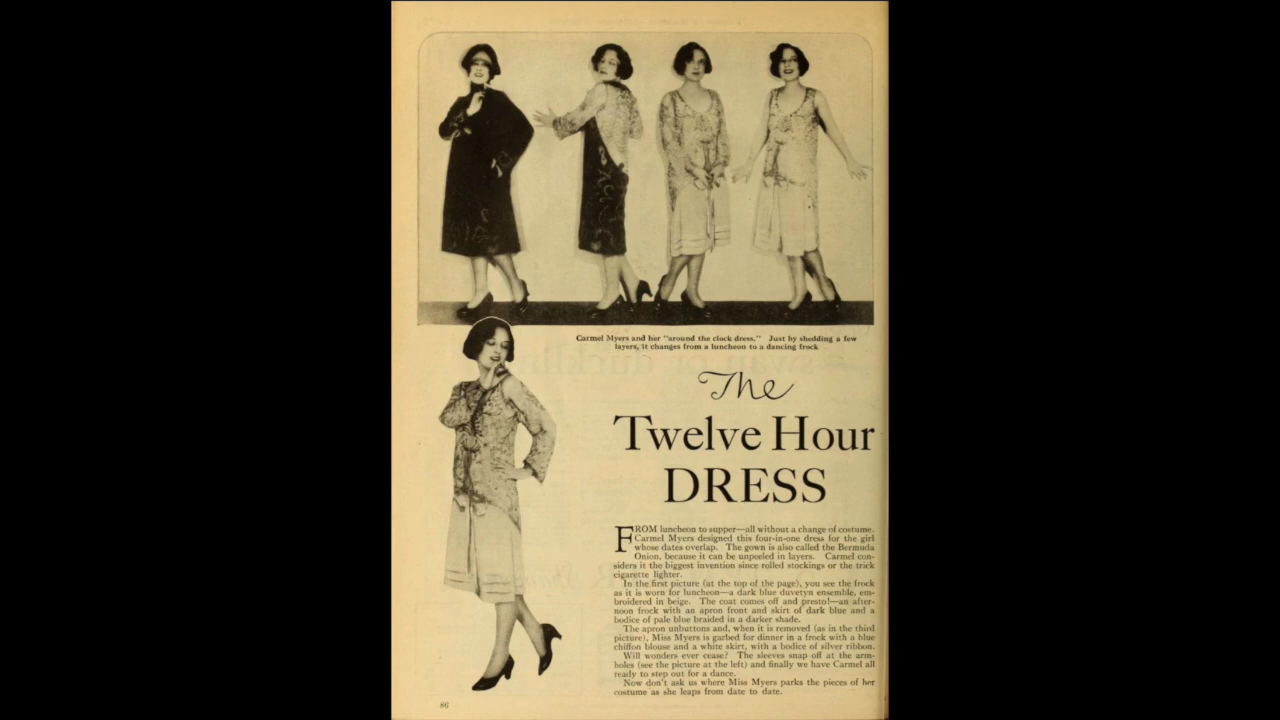 Carmel Myers and her "around the clock dress." Just by shedding a few
layers, it changes from a luncheon to a dancing frock
The
Twelve Hour
DRESS
FROM luncheon to supper—all without a change of costume.
Carmel Myers designed this four-in-one dress for the girl
whose dates overlap. The gown is also called the Bermuda
Onion, because it can be unpeeled in layers. Carmel con-
siders it the biggest invention since rolled stockings or the trick
cigarette lighter.
In the first picture (at the top of the page), you see the frock
as it is worn for luncheon—a dark blue duvetyn ensemble, em-
broidered in beige. The coat comes off and presto!—an after-
noon frock with an apron front and skirt of dark blue and a
bodice of pale blue braided in a darker shade.
The apron unbuttons and, when it is removed (as in the third
picture), Miss Myers is garbed for dinner in a frock with a blue
chiffon blouse and a white skirt, with a bodice of silver ribbon.
Will wonders ever cease? The sleeves snap off at the arm-
holes (see the picture at the left) and finally we have Carmel all
ready to step out for a dance.
Now don't ask us where Miss Myers parks the pieces of her
costume as she leaps from date to date.
86